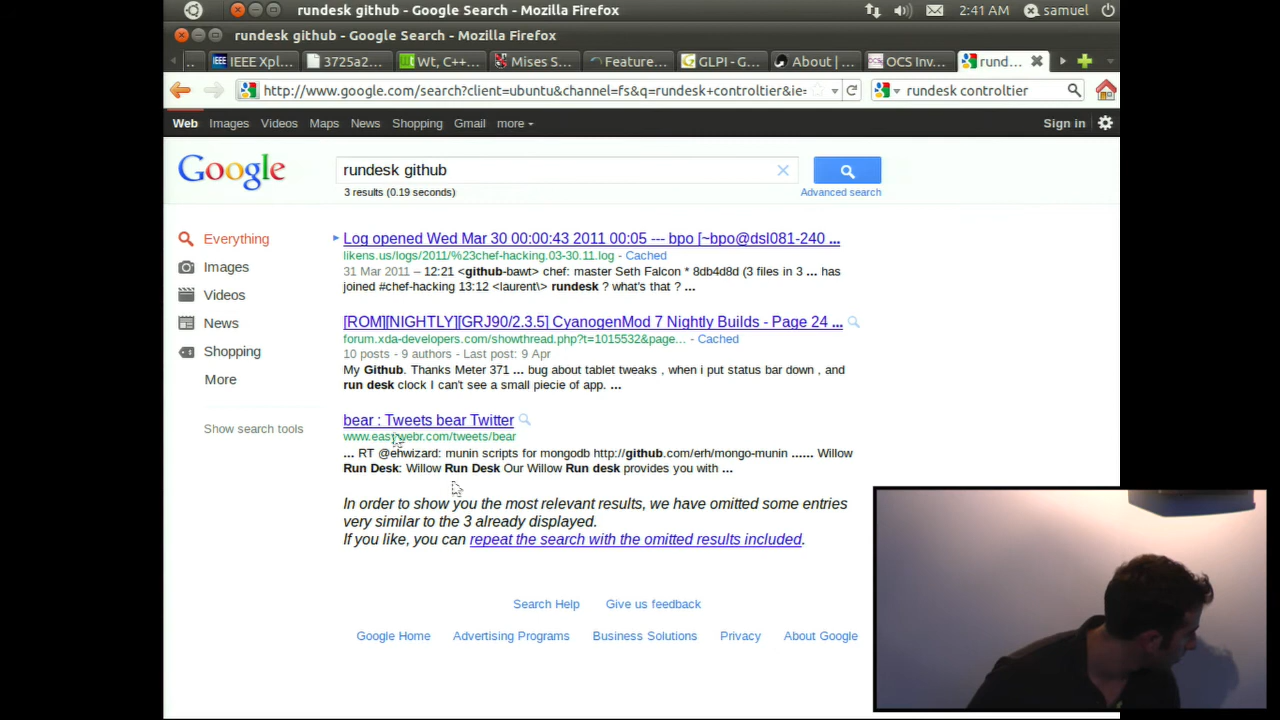 rundesk github - Google Search - Mozilla Firefox
2:41 AM
samuel
rundesk github - Google Search - Mozilla Firefox
..
IEEE Xpl...
3725a2...
Wt, C++...
Mises S...
Feature...
GLPI - G...
About | ...
OCS Inv...
rund...
http://www.google.com/search?client=ubuntu&channel=fs&q=rundesk+controltier&ie=
rundesk controltier
Web Images Videos Maps News Shopping Gmail more
Sign in
Google
rundesk github
3 results (0.19 seconds)
Advanced search
Everything
Images
Videos
News
Shopping
More
Show search tools
Log opened Wed Mar 30 00:00:43 2011 00:05 --- bpo [~bpo@dsl081-240 ...
likens.us/logs/2011/%23chef-hacking.03-30.11.log - Cached
31 Mar 2011 – 12:21 <github-bawt> chef: master Seth Falcon * 8db4d8d (3 files in 3 ... has
joined #chef-hacking 13:12 <laurent\> rundesk ? what's that ? ...
[ROM][NIGHTLY][GRJ90/2.3.5] CyanogenMod 7 Nightly Builds - Page 24 ...
forum.xda-developers.com/showthread.php?t=1015532&page... - Cached
10 posts - 9 authors - Last post: 9 Apr
My Github. Thanks Meter 371 ... bug about tablet tweaks , when i put status bar down , and
run desk clock I can't see a small piecie of app. ...
bear : Tweets bear Twitter
www.eastwebr.com/tweets/bear
... RT @ehwizard: munin scripts for mongodb http://github.com/erh/mongo-munin ...... Willow
Run Desk: Willow Run Desk Our Willow Run desk provides you with ...
In order to show you the most relevant results, we have omitted some entries
very similar to the 3 already displayed.
If you like, you can repeat the search with the omitted results included.
Search Help Give us feedback
Google Home Advertising Programs Business Solutions Privacy About Google